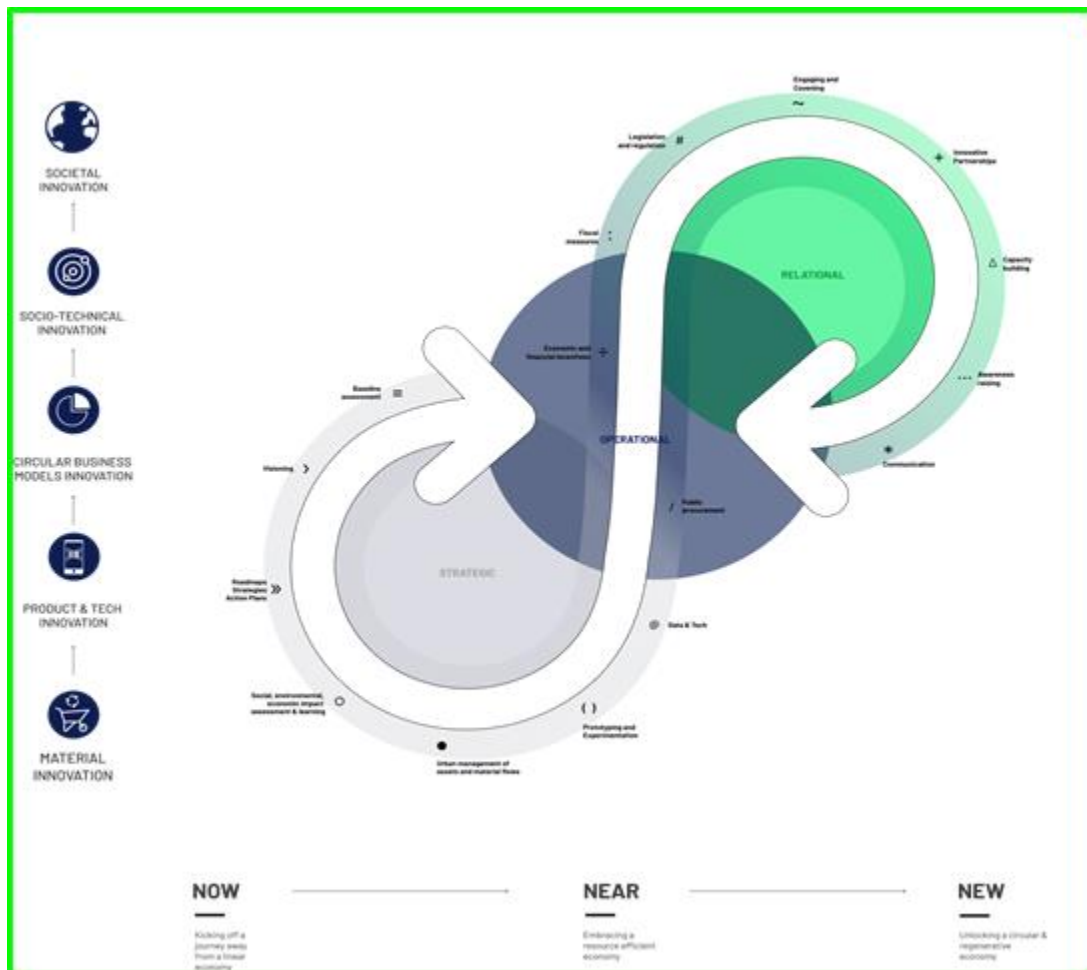 SOCIETAL
INNOVATION
SOCIO-TECHNICAL
INNOVATION
CIRCULAR BUSINESS
MODELS INNOVATION
PRODUCT & TECH
INNOVATION
MATERIAL
INNOVATION
Engaging and
Covening
Legislation
and regulation
#
Innovative
Partnerships
Fiscal
measures
Capacity
building
RELATIONAL
Economic and
financial incentives
Awareness
raising
Baseline
assessment
OPERATIONAL
Communication
Visioning
Public
procurement
STRATEGIC
Roadmaps
Strategies
Action Plans
@ Data & Tech
Social, environmental,
economic impact
assessment & learning
( )
Prototyping and
Experimentation
Urban management of
assets and material flows
NOW
NEAR
NEW
Kicking off a
journey away
from a linear
economy
Embracing a
resource efficient
economy
Unlocking a circular &
regenerative
economy